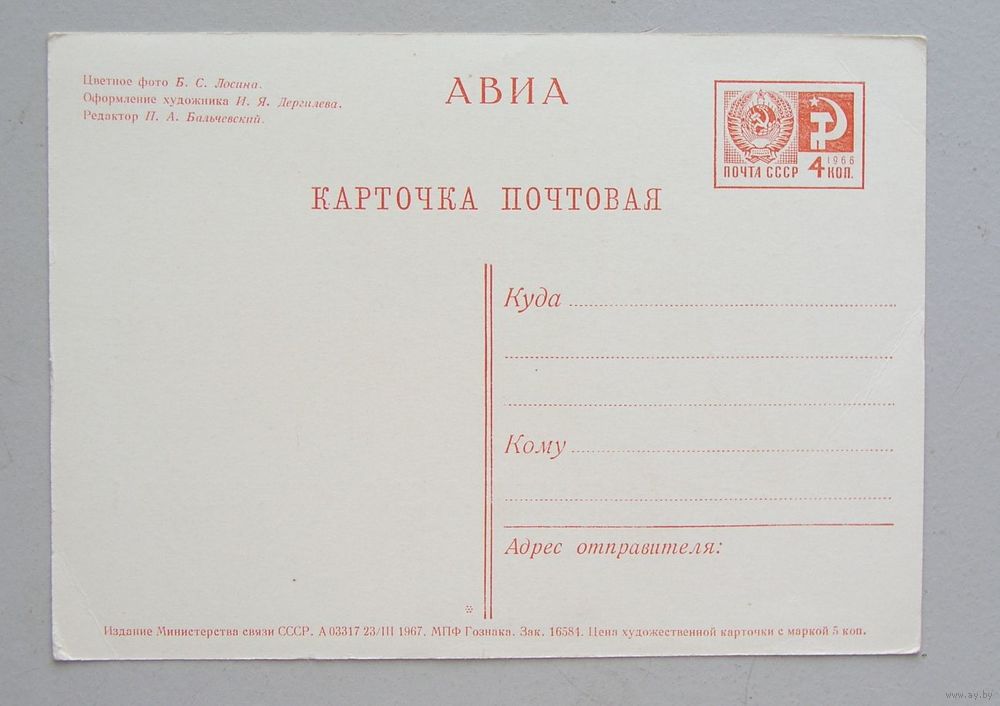 Цветное фото Б. С. Лосина.
Оформление художника И. Я. Дергилева.
Редактор П. А. Бальчевский.
АВИА
1966
ПОЧТА СССР 4 КОП.
КАРТОЧКА ПОЧТОВАЯ
Куда
Кому
Адрес отправителя:
Издание Министерства связи СССР. А 03317 23/III 1967. МПФ Гознака. Зак. 16584. Цена художественной карточки с маркой 5 коп.
www.ay.by